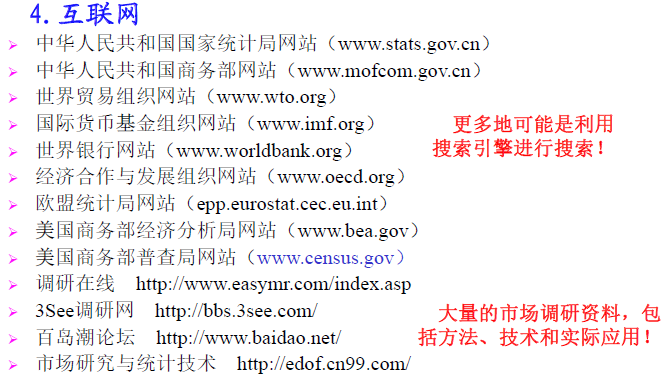 4.互联网
中华人民共和国国家统计局网站（www.stats.gov.cn）
中华人民共和国商务部网站（www.mofcom.gov.cn）
世界贸易组织网站（www.wto.org）
国际货币基金组织网站（www.imf.org）
更多地可能是利用
搜索引擎进行搜索！
世界银行网站（www.worldbank.org）
经济合作与发展组织网站（www.oecd.org）
欧盟统计局网站（epp.eurostat.cec.eu.int）
美国商务部经济分析局网站（www.bea.gov）
美国商务部普查局网站（www.census.gov）
调研在线 http://www.easymr.com/index.asp
3See调研网 http://bbs.3see.com/
大量的市场调研资料，包
括方法、技术和实际应用！
百岛潮论坛 http://www.baidao.net/
市场研究与统计技术 http://edof.cn99.com/